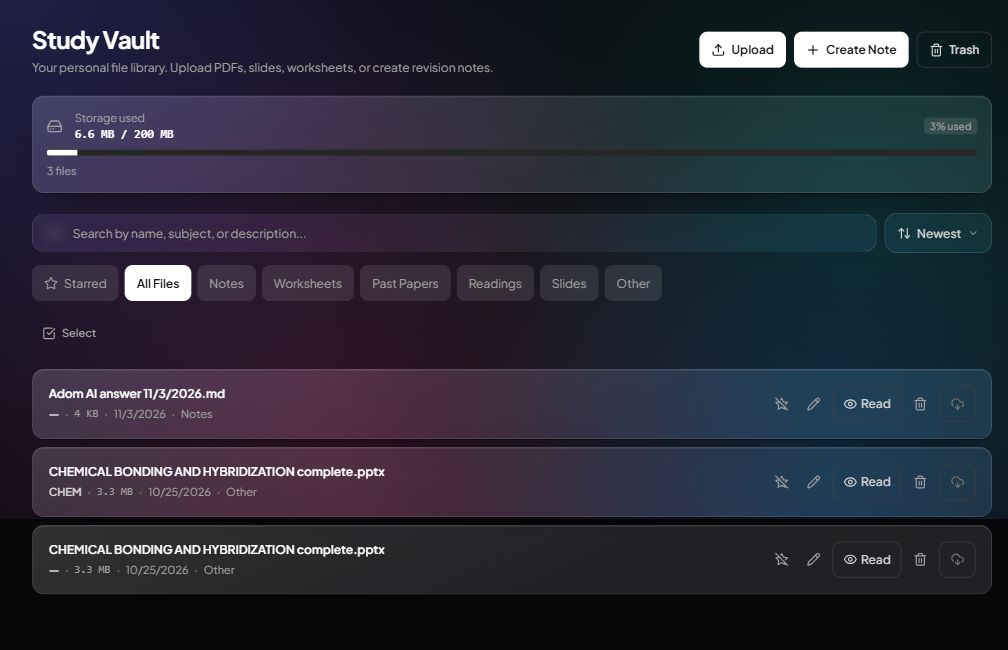 Study Vault
Your personal file library. Upload PDFs, slides, worksheets, or create revision notes.
Upload
Create Note
Trash
Storage used
6.6 MB / 200 MB
3% used
3 files
Search by name, subject, or description...
Newest
Starred
All Files
Notes
Worksheets
Past Papers
Readings
Slides
Other
Select
Adom AI answer 11/3/2026.md
— · 4 KB · 11/3/2026 · Notes
Read
CHEMICAL BONDING AND HYBRIDIZATION complete.pptx
CHEM · 3.3 MB · 10/25/2026 · Other
Read
CHEMICAL BONDING AND HYBRIDIZATION complete.pptx
— · 3.3 MB · 10/25/2026 · Other
Read